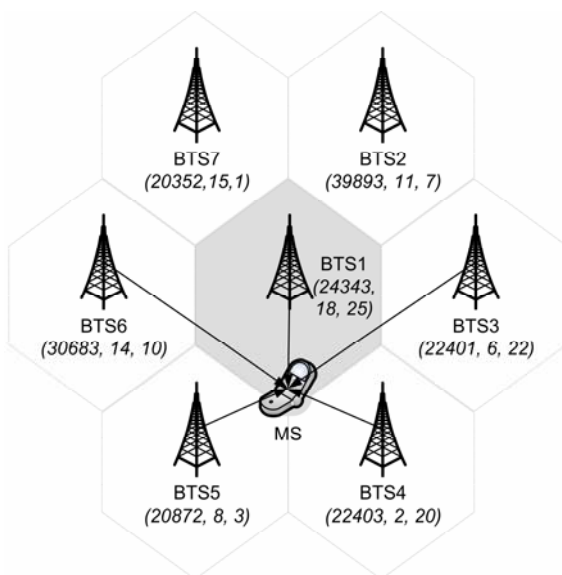 BTS7
(20352,15,1)
BTS2
(39893, 11, 7)
BTS1
(24343,
18, 25)
BTS6
(30683, 14, 10)
BTS3
(22401, 6, 22)
MS
BTS5
(20872, 8, 3)
BTS4
(22403, 2, 20)